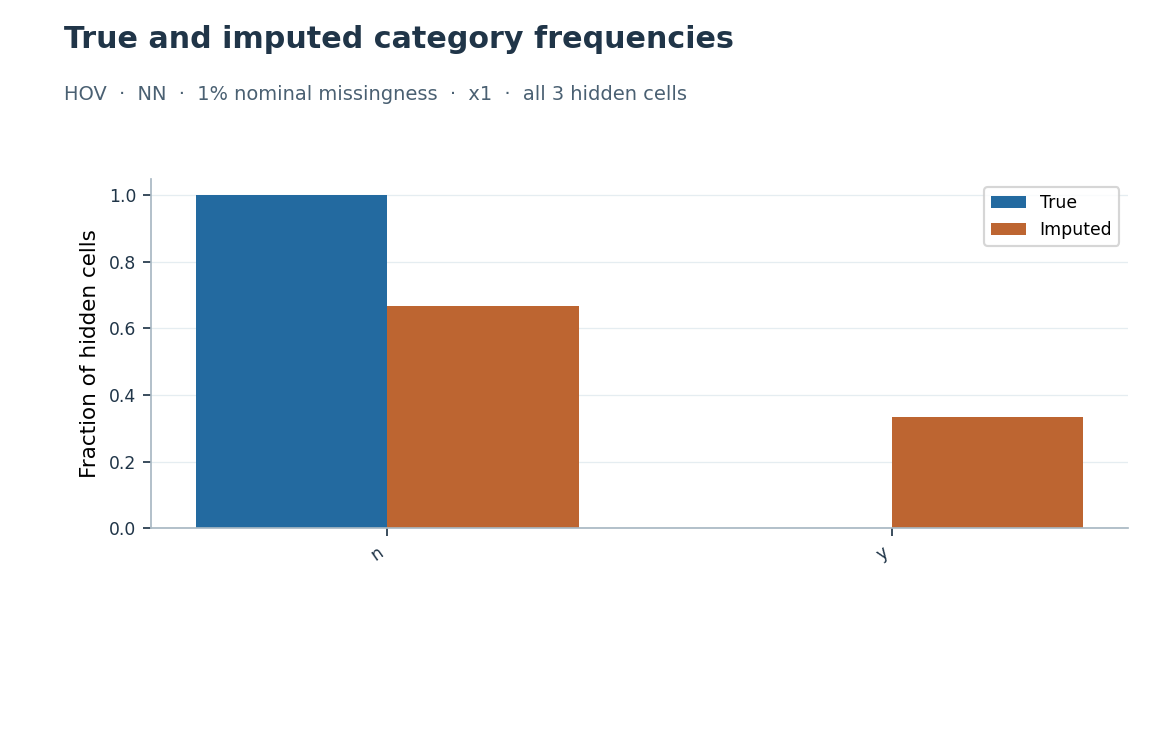 True and imputed category frequencies
HOV · NN · 1% nominal missingness · x1 · all 3 hidden cells
1.0
0.8
0.6
0.4
0.2
0.0
Fraction of hidden cells
True
Imputed
n
y